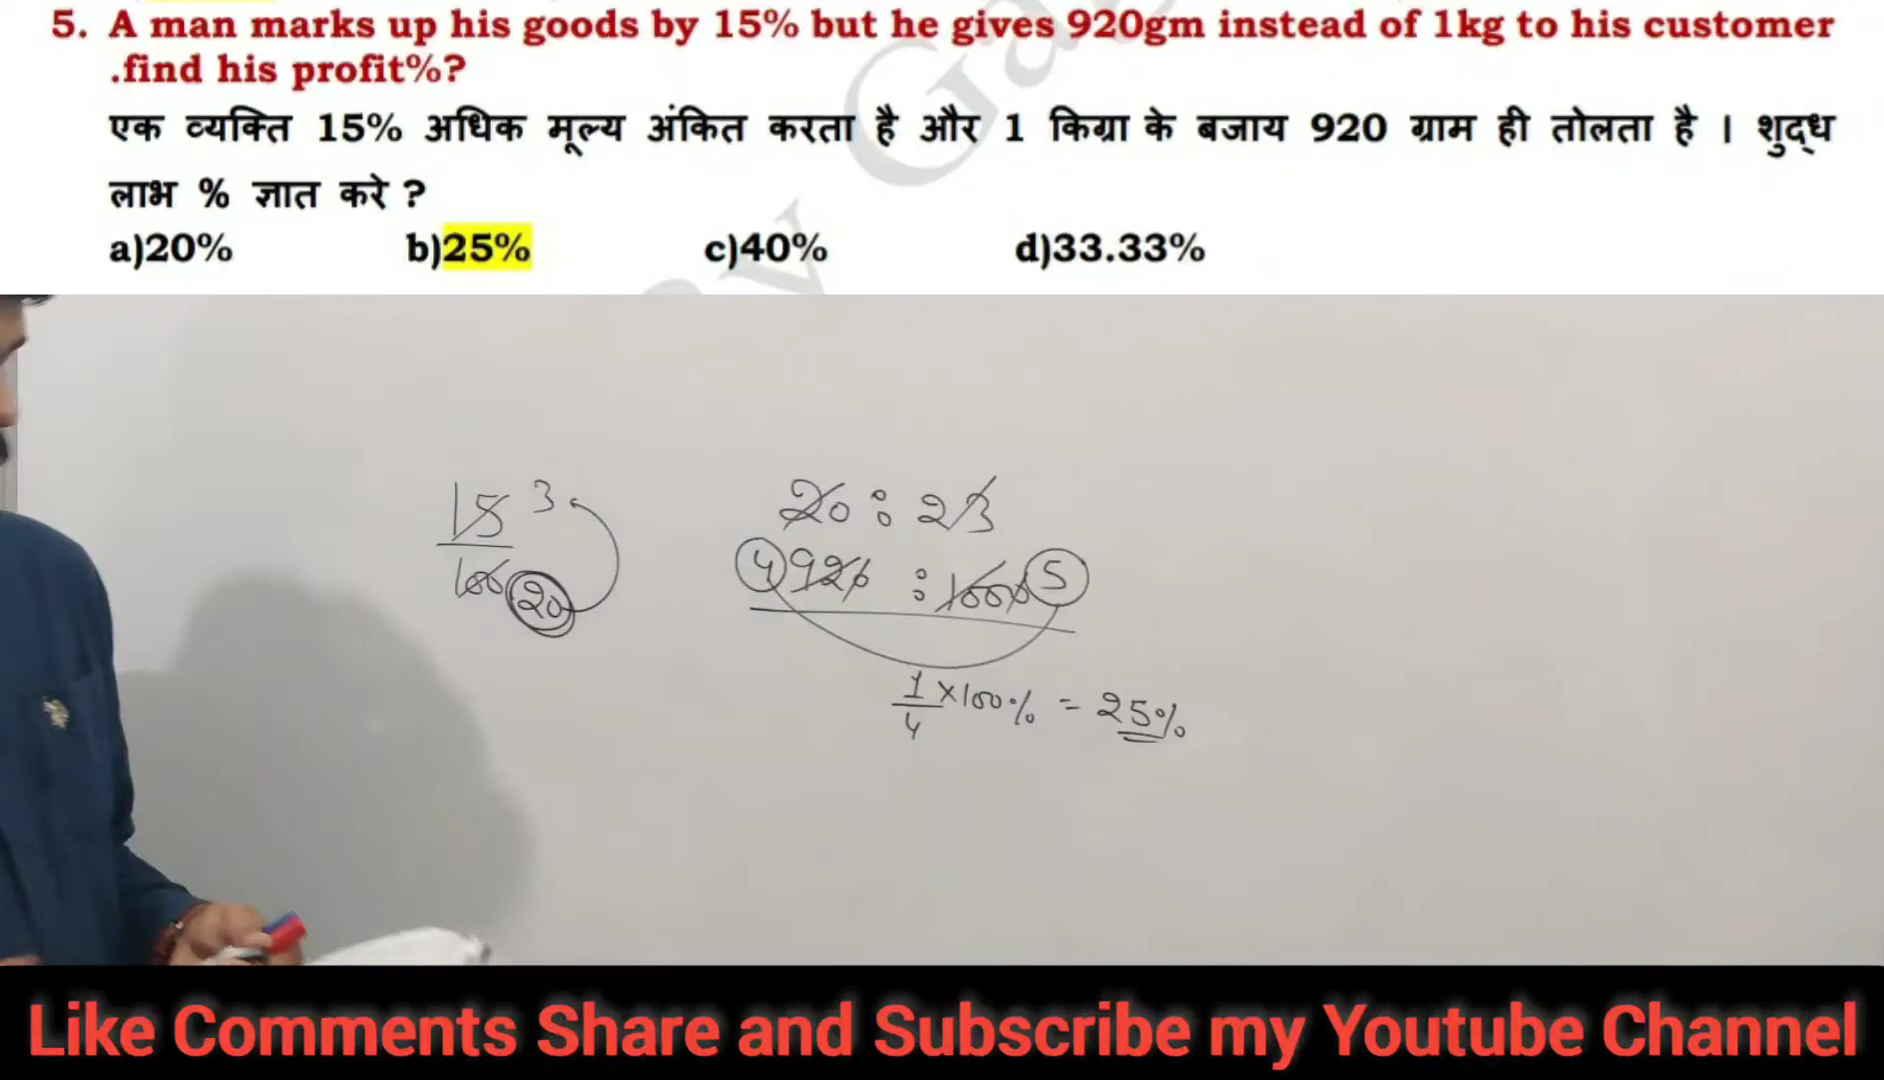 5. A man marks up his goods by 15% but he gives 920gm instead of 1kg to his customer
.find his profit%?
एक व्यक्ति 15% अधिक मूल्य अंकित करता है और 1 किग्रा के बजाय 920 ग्राम ही तोलता है । शुद्ध
लाभ % ज्ञात करे ?
a)20% b)25% c)40% d)33.33%
15 3
100 20
20 : 23
4 920 : 1000 5
1/4 × 100% = 25%
Like Comments Share and Subscribe my Youtube Channel